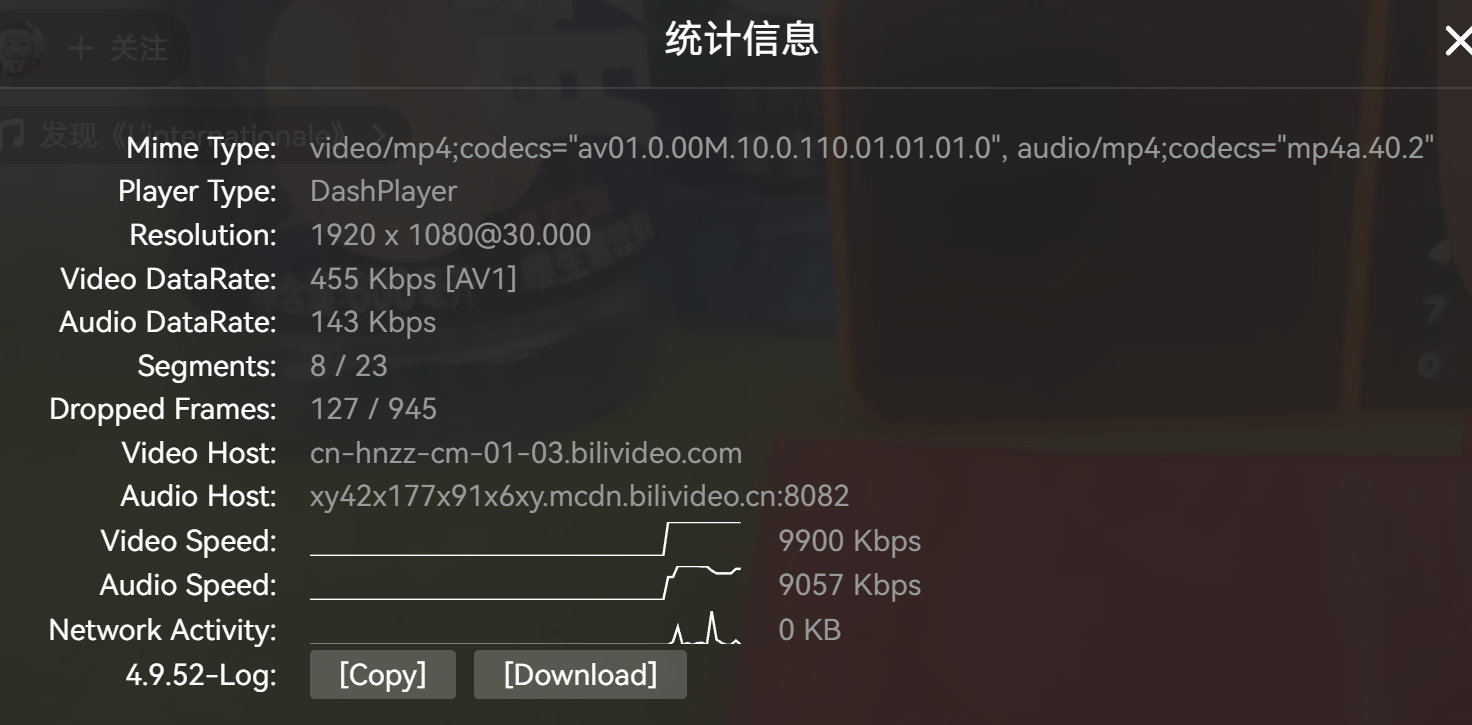 统计信息
+ 关注
发现《L'internationale》 >
Mime Type: video/mp4;codecs="av01.0.00M.10.0.110.01.01.01.0", audio/mp4;codecs="mp4a.40.2"
Player Type: DashPlayer
Resolution: 1920 x 1080@30.000
Video DataRate: 455 Kbps [AV1]
Audio DataRate: 143 Kbps
Segments: 8 / 23
Dropped Frames: 127 / 945
Video Host: cn-hnzz-cm-01-03.bilivideo.com
Audio Host: xy42x177x91x6xy.mcdn.bilivideo.cn:8082
Video Speed: 9900 Kbps
Audio Speed: 9057 Kbps
Network Activity: 0 KB
4.9.52-Log: [Copy] [Download]
4
7
0